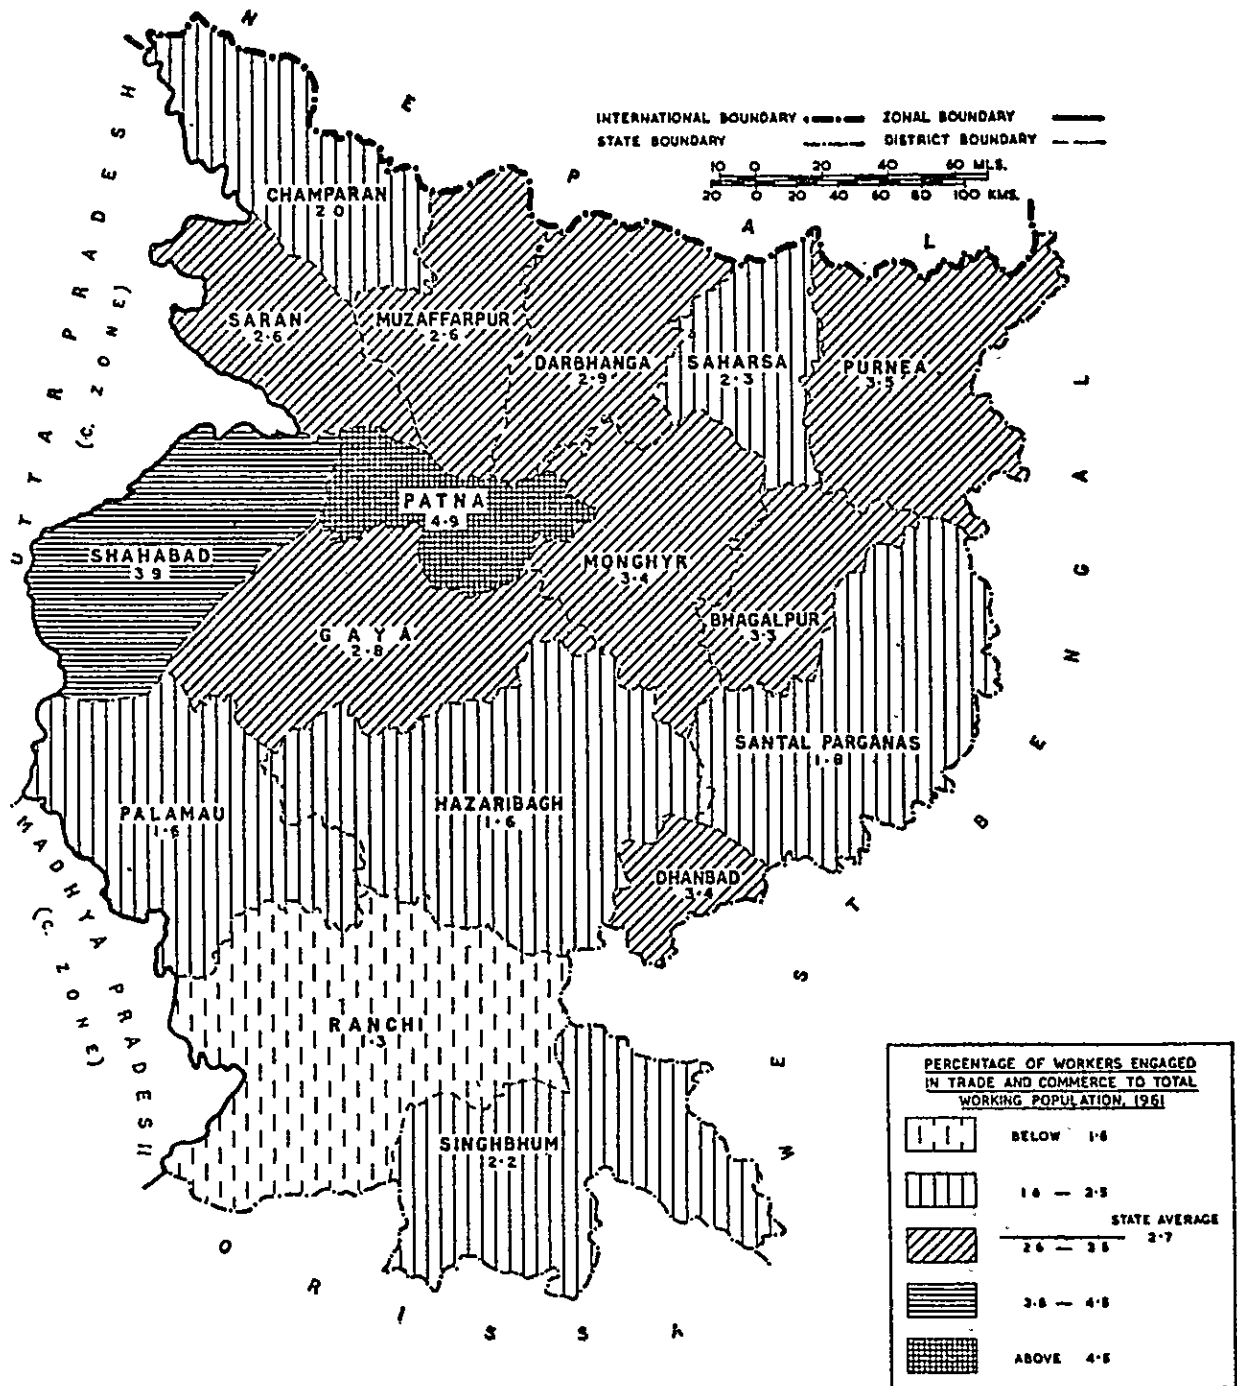 N
E
P
A
L
INTERNATIONAL BOUNDARY
ZONAL BOUNDARY
STATE BOUNDARY
DISTRICT BOUNDARY
10 0 20 40 60 MLS.
20 0 20 40 60 80 100 KMS.
UTTAR PRADESH
(C. ZONE)
CHAMPARAN
2·0
SARAN
2·6
MUZAFFARPUR
2·6
DARBHANGA
2·9
SAHARSA
2·3
PURNEA
3·5
PATNA
4·9
SHAHABAD
3·9
MONGHYR
3·4
GAYA
2·8
BHAGALPUR
3·3
SANTAL PARGANAS
1·8
PALAMAU
1·6
HAZARIBAGH
1·6
DHANBAD
3·4
RANCHI
1·3
SINGHBHUM
2·2
MADHYA PRADESH
(C. ZONE)
WEST BENGAL
ORISSA
PERCENTAGE OF WORKERS ENGAGED
IN TRADE AND COMMERCE TO TOTAL
WORKING POPULATION, 1961
BELOW 1·6
1·6 — 2·5
STATE AVERAGE
2·7
2·6 — 3·5
3·6 — 4·5
ABOVE 4·5